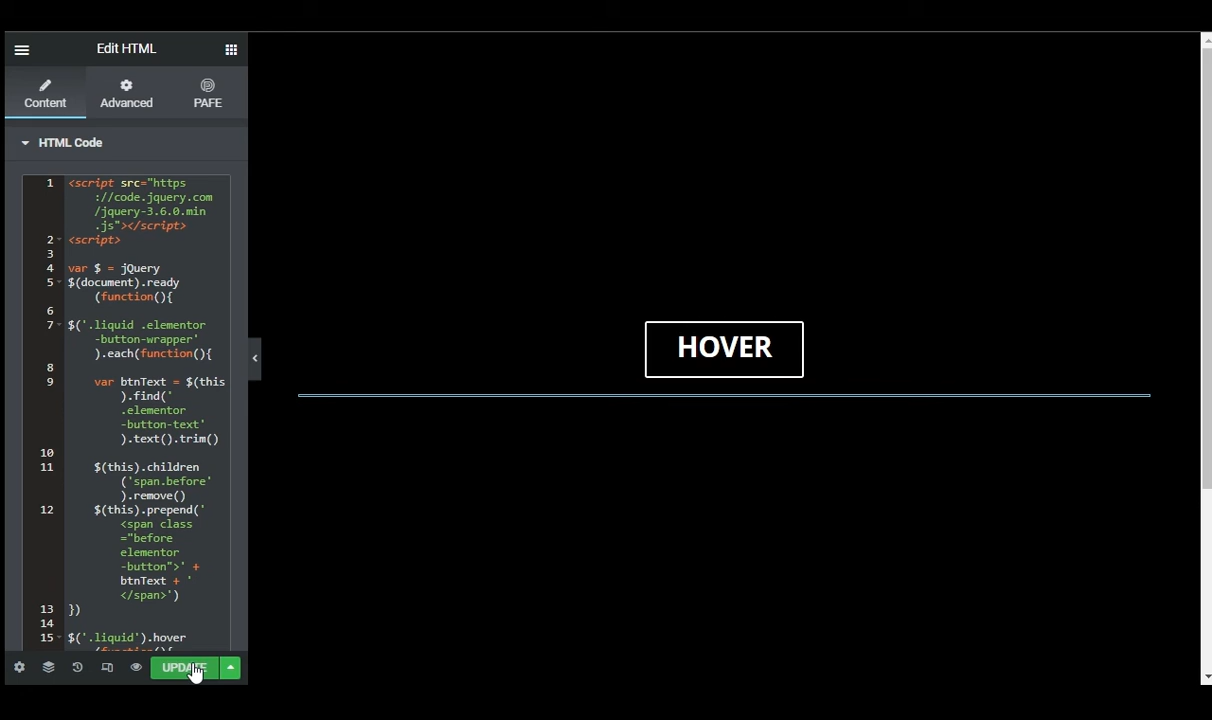 Edit HTML
Content
Advanced
PAFE
HTML Code
1 <script src="https
://code.jquery.com
/jquery-3.6.0.min
.js"></script>
2 <script>
3
4 var $ = jQuery
5 $(document).ready
(function(){
6
7 $('.liquid .elementor
-button-wrapper'
).each(function(){
8
9 var btnText = $(this
).find('
.elementor
-button-text'
).text().trim()
10
11 $(this).children
('span.before'
).remove()
12 $(this).prepend('
<span class
="before
elementor
-button">' +
btnText + '
</span>')
13 })
14
15 $('.liquid').hover
(function(){
UPDATE
HOVER